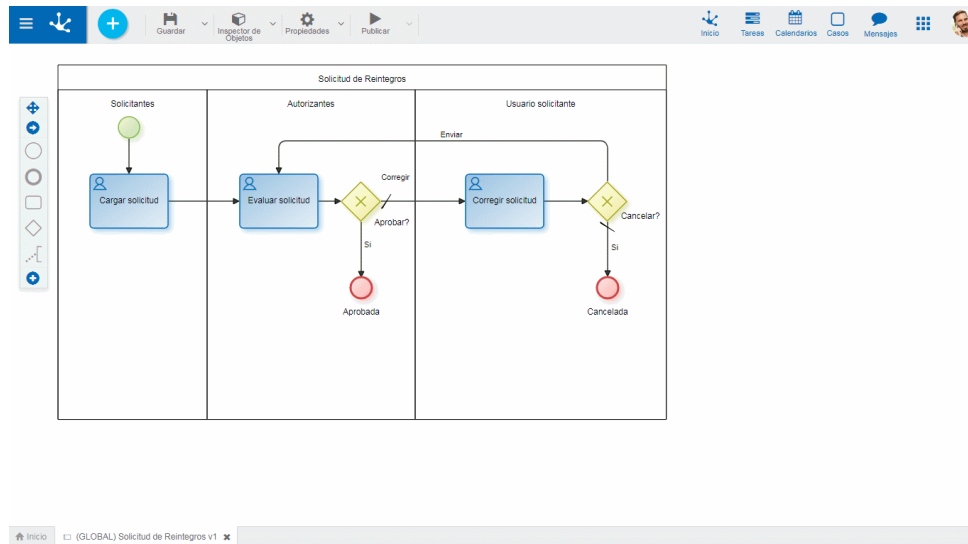 Guardar
Inspector de
Objetos
Propiedades
Publicar
Inicio
Tareas
Calendarios
Casos
Mensajes
Solicitud de Reintegros
Solicitantes
Autorizantes
Usuario solicitante
Enviar
Corregir
Cargar solicitud
Evaluar solicitud
Corregir solicitud
Aprobar?
Cancelar?
Si
Si
Aprobada
Cancelada
Inicio
(GLOBAL) Solicitud de Reintegros v1